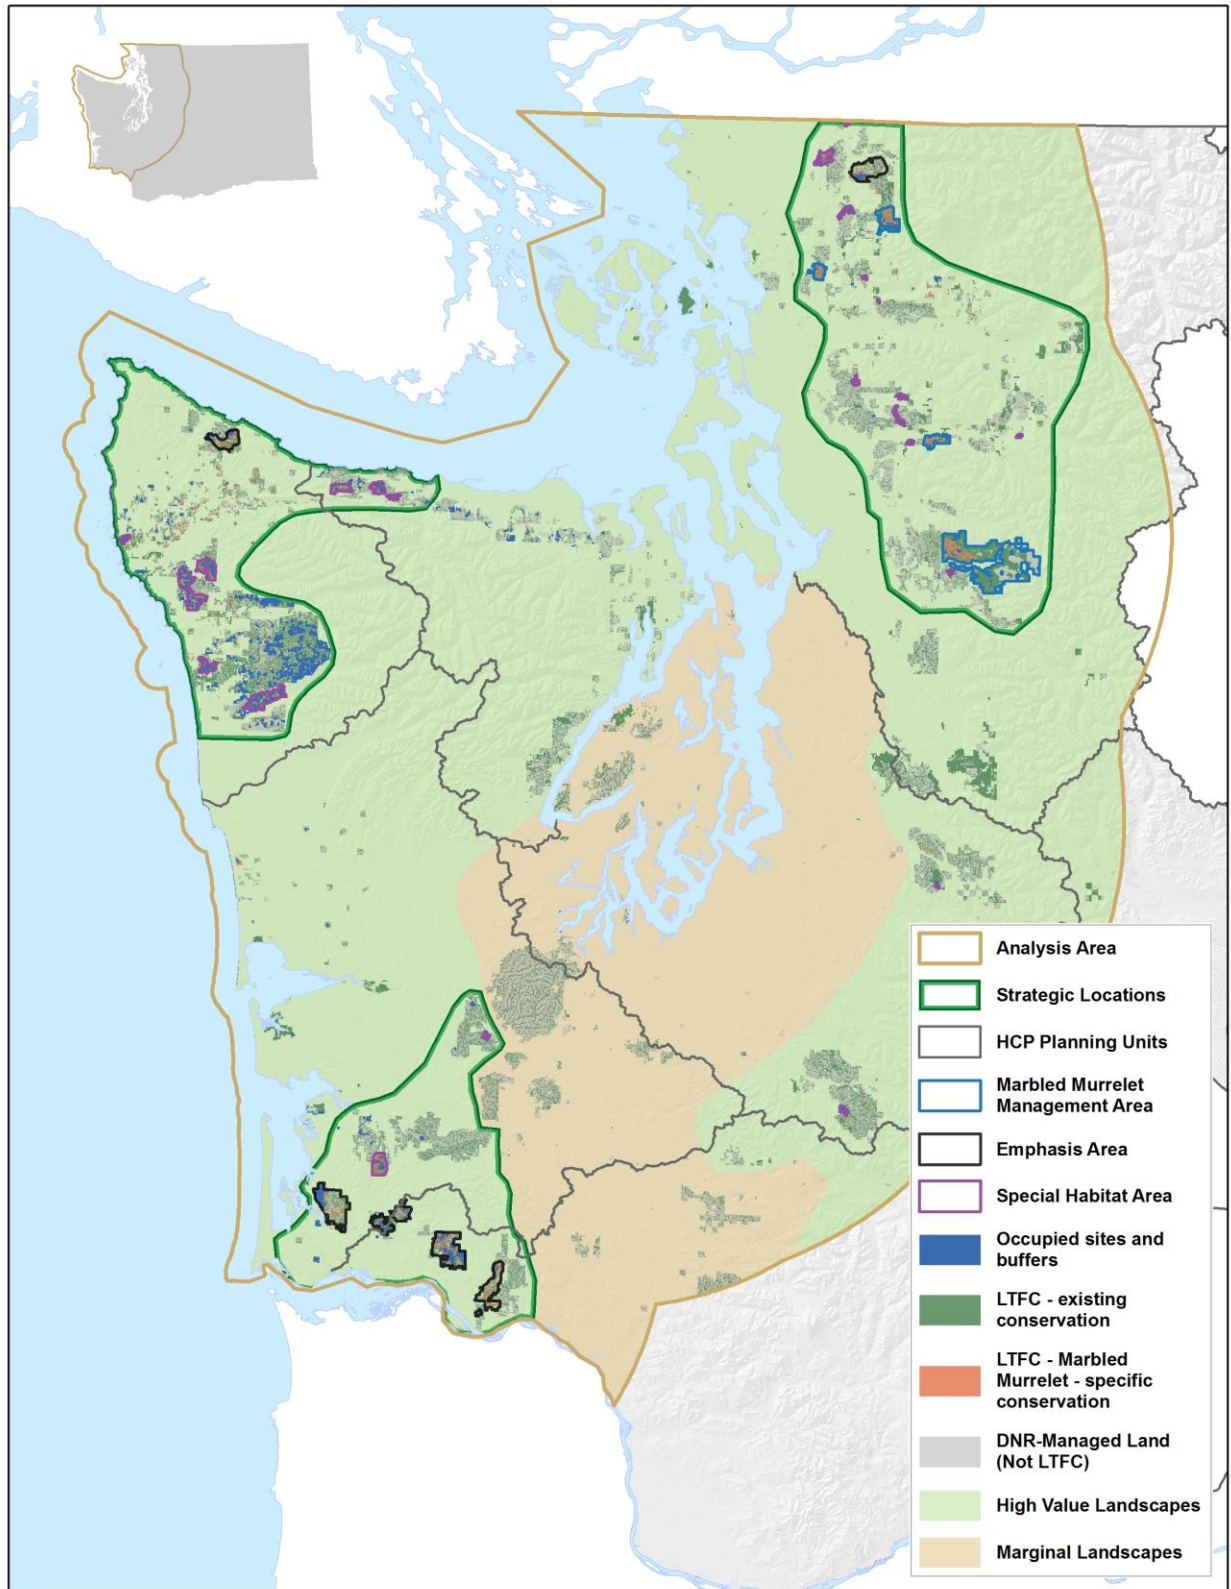 Analysis Area
Strategic Locations
HCP Planning Units
Marbled Murrelet
Management Area
Emphasis Area
Special Habitat Area
Occupied sites and
buffers
LTFC - existing
conservation
LTFC - Marbled
Murrelet - specific
conservation
DNR-Managed Land
(Not LTFC)
High Value Landscapes
Marginal Landscapes